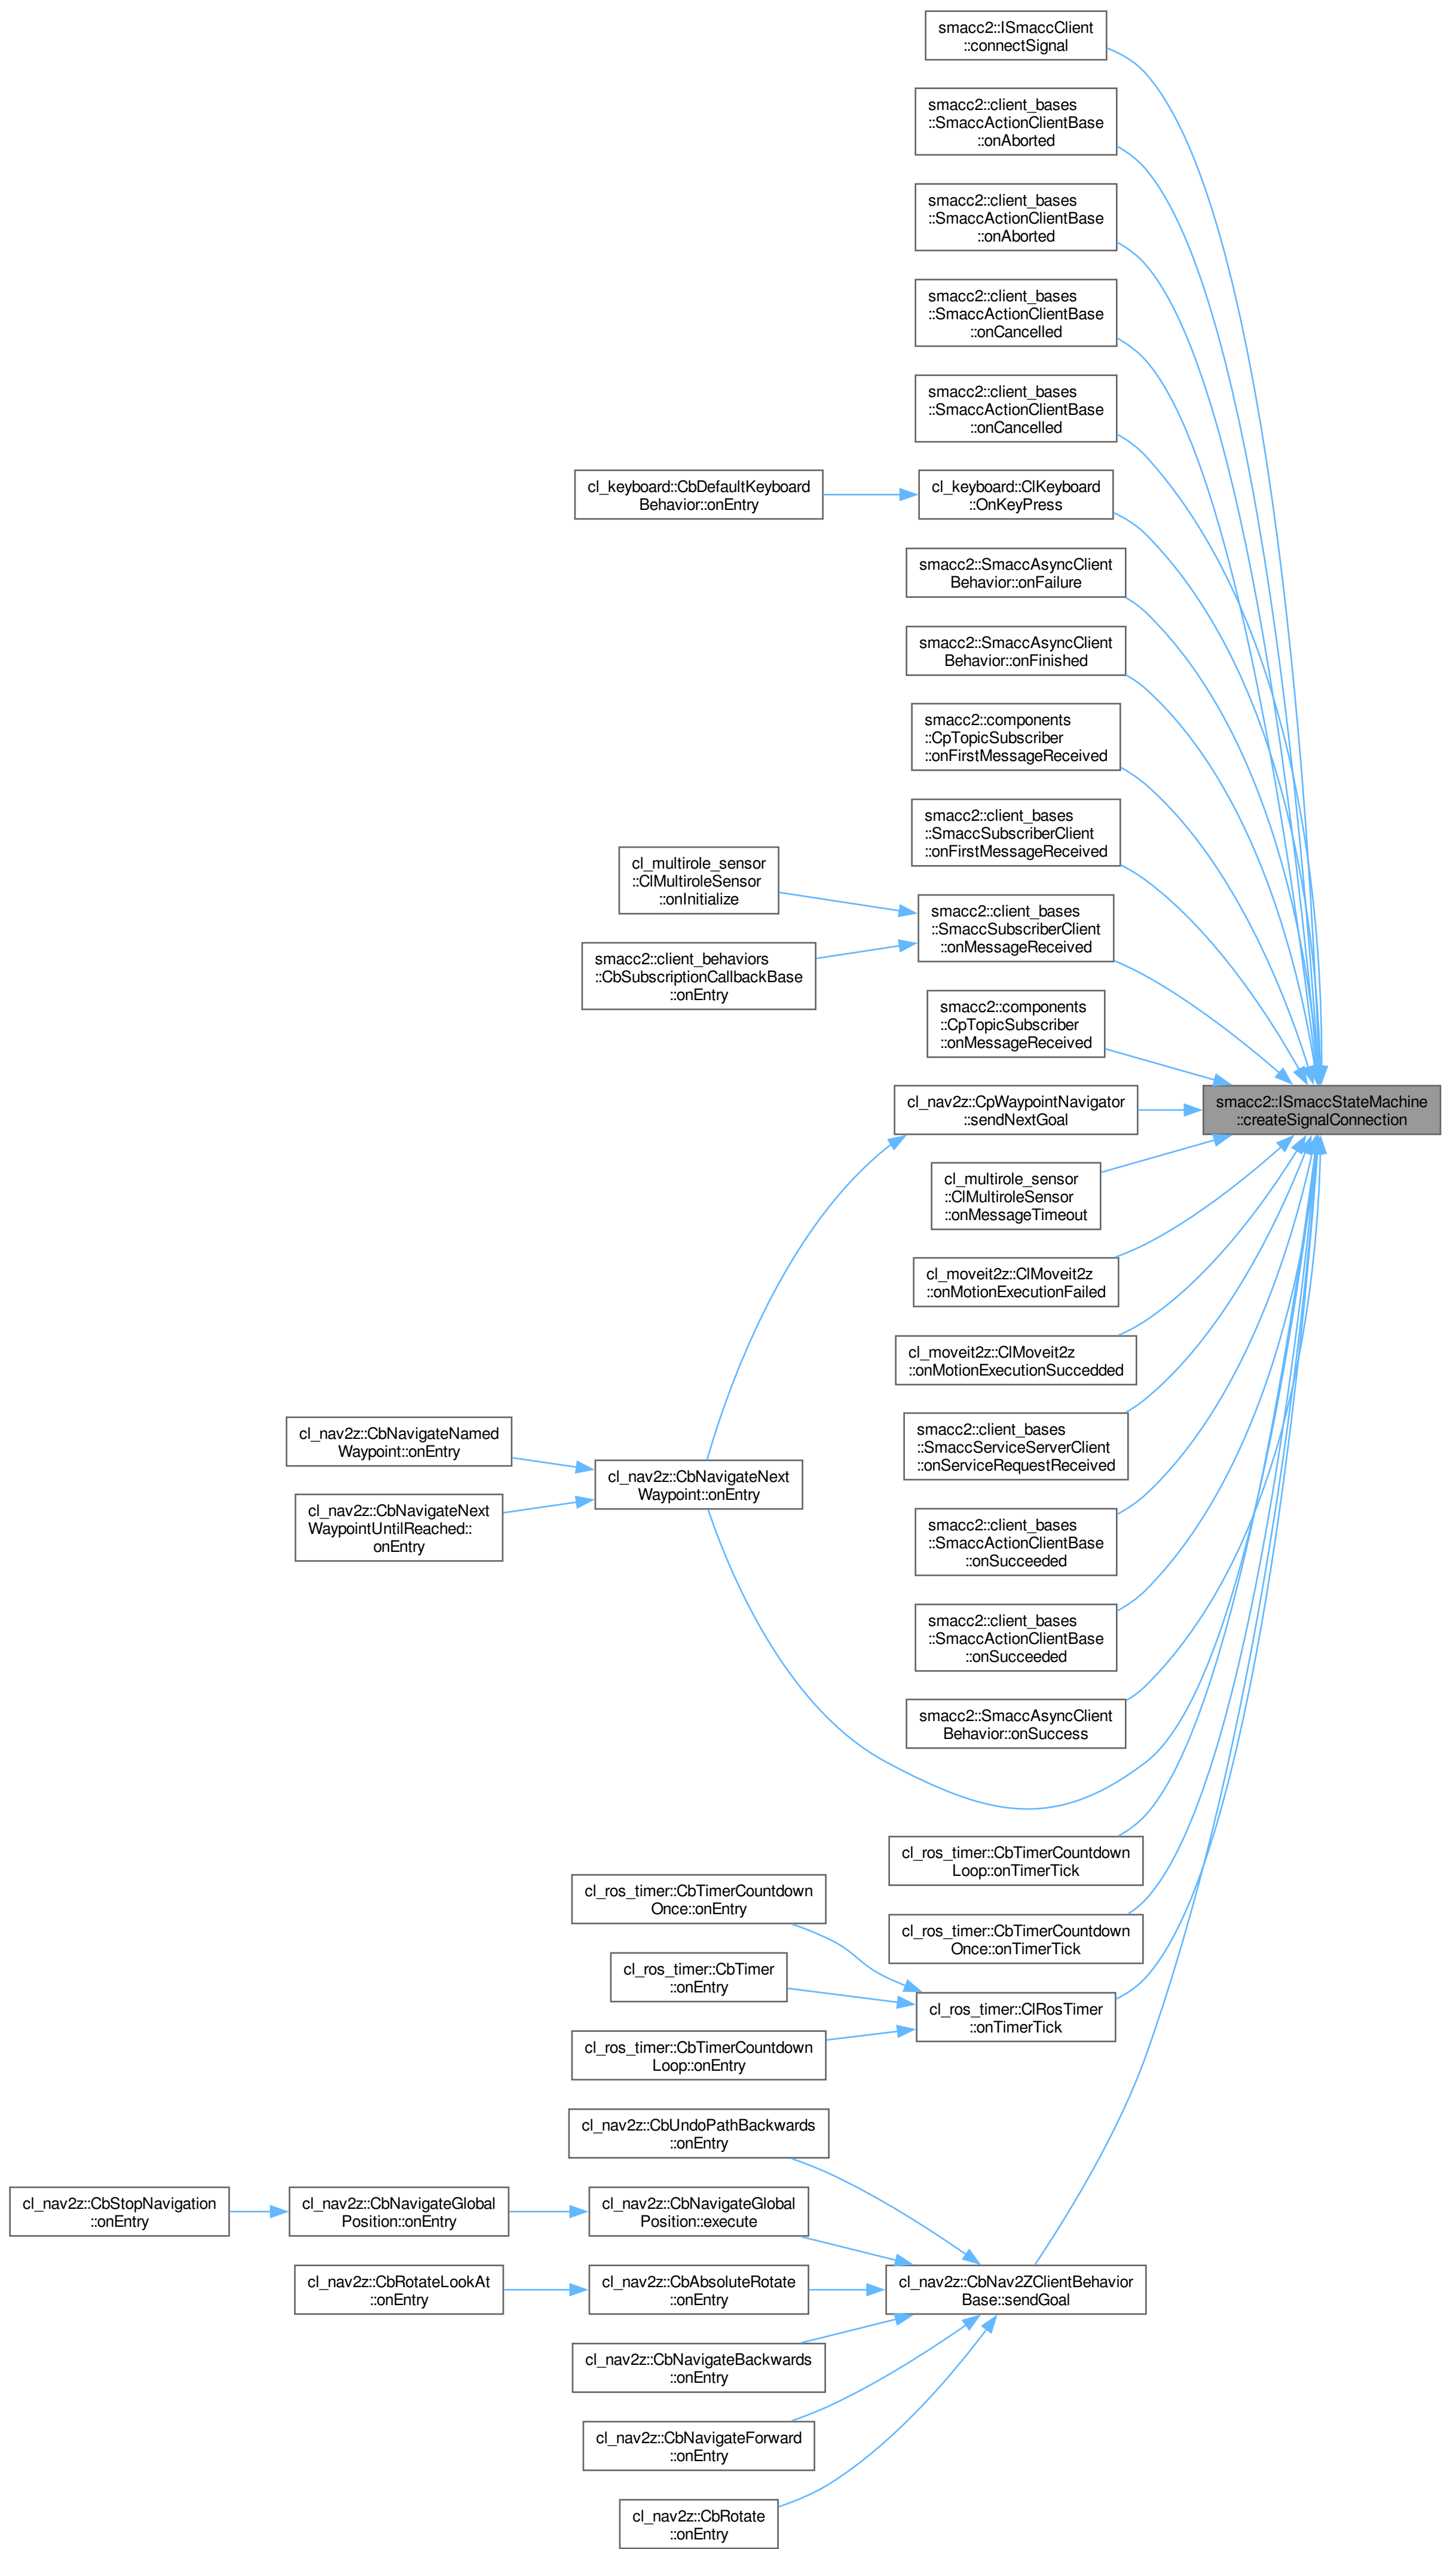 smacc2::ISmaccClient
::connectSignal
smacc2::client_bases
::SmaccActionClientBase
::onAborted
smacc2::client_bases
::SmaccActionClientBase
::onAborted
smacc2::client_bases
::SmaccActionClientBase
::onCancelled
smacc2::client_bases
::SmaccActionClientBase
::onCancelled
cl_keyboard::CbDefaultKeyboard
Behavior::onEntry
cl_keyboard::ClKeyboard
::OnKeyPress
smacc2::SmaccAsyncClient
Behavior::onFailure
smacc2::SmaccAsyncClient
Behavior::onFinished
smacc2::components
::CpTopicSubscriber
::onFirstMessageReceived
smacc2::client_bases
::SmaccSubscriberClient
::onFirstMessageReceived
cl_multirole_sensor
::ClMultiroleSensor
::onInitialize
smacc2::client_bases
::SmaccSubscriberClient
::onMessageReceived
smacc2::client_behaviors
::CbSubscriptionCallbackBase
::onEntry
smacc2::components
::CpTopicSubscriber
::onMessageReceived
cl_nav2z::CpWaypointNavigator
::sendNextGoal
smacc2::ISmaccStateMachine
::createSignalConnection
cl_multirole_sensor
::ClMultiroleSensor
::onMessageTimeout
cl_moveit2z::ClMoveit2z
::onMotionExecutionFailed
cl_moveit2z::ClMoveit2z
::onMotionExecutionSuccedded
smacc2::client_bases
::SmaccServiceServerClient
::onServiceRequestReceived
cl_nav2z::CbNavigateNamed
Waypoint::onEntry
cl_nav2z::CbNavigateNext
WaypointUntilReached::
onEntry
cl_nav2z::CbNavigateNext
Waypoint::onEntry
smacc2::client_bases
::SmaccActionClientBase
::onSucceeded
smacc2::client_bases
::SmaccActionClientBase
::onSucceeded
smacc2::SmaccAsyncClient
Behavior::onSuccess
cl_ros_timer::CbTimerCountdown
Loop::onTimerTick
cl_ros_timer::CbTimerCountdown
Once::onEntry
cl_ros_timer::CbTimerCountdown
Once::onTimerTick
cl_ros_timer::CbTimer
::onEntry
cl_ros_timer::ClRosTimer
::onTimerTick
cl_ros_timer::CbTimerCountdown
Loop::onEntry
cl_nav2z::CbUndoPathBackwards
::onEntry
cl_nav2z::CbStopNavigation
::onEntry
cl_nav2z::CbNavigateGlobal
Position::onEntry
cl_nav2z::CbNavigateGlobal
Position::execute
cl_nav2z::CbRotateLookAt
::onEntry
cl_nav2z::CbAbsoluteRotate
::onEntry
cl_nav2z::CbNav2ZClientBehavior
Base::sendGoal
cl_nav2z::CbNavigateBackwards
::onEntry
cl_nav2z::CbNavigateForward
::onEntry
cl_nav2z::CbRotate
::onEntry